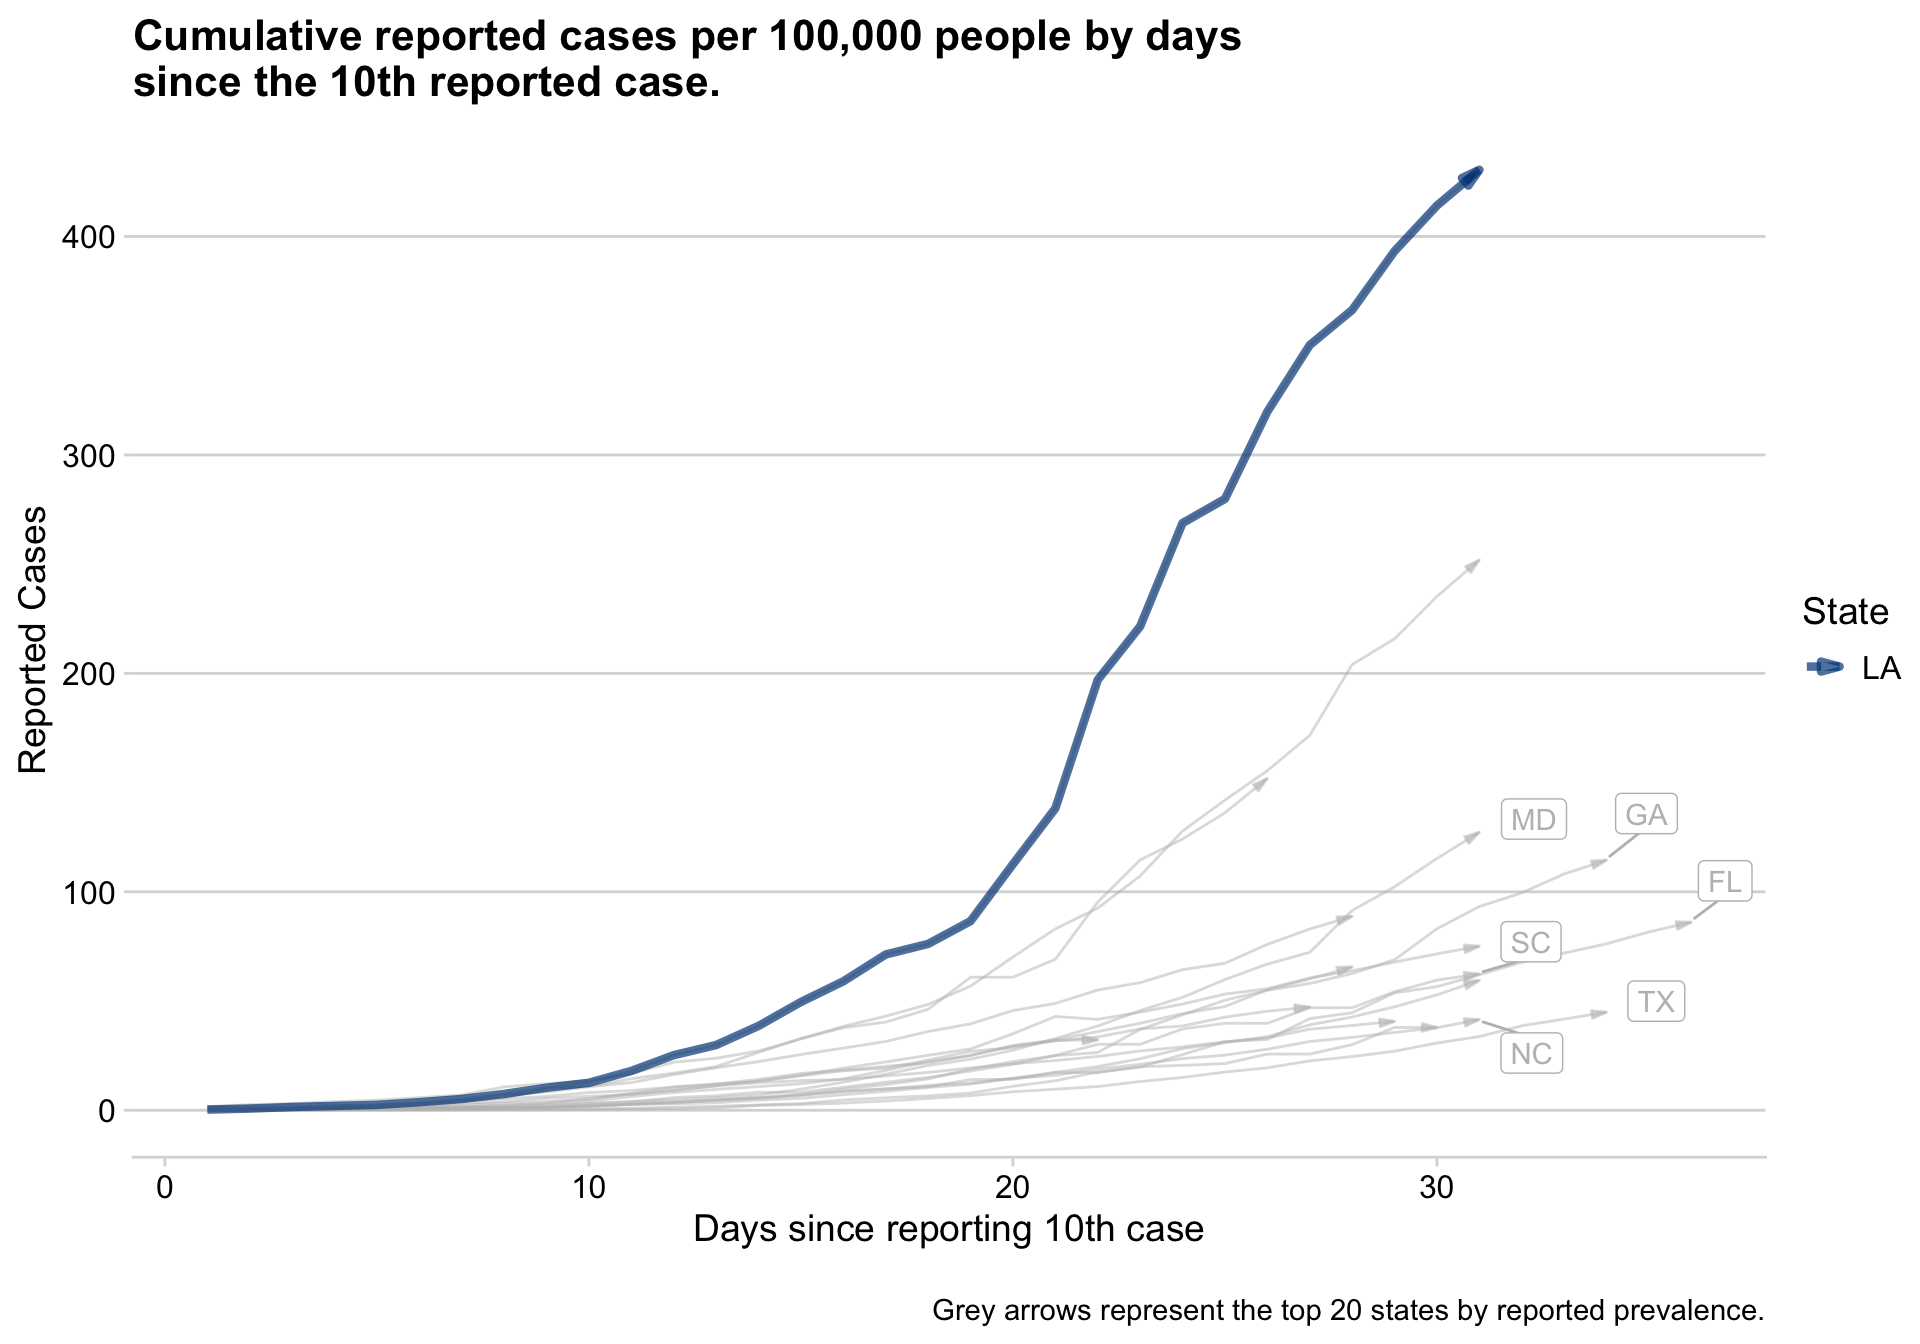 Cumulative reported cases per 100,000 people by days
since the 10th reported case.
400
300
200
100
0
Reported Cases
MD
GA
FL
SC
TX
NC
State
LA
0
10
20
30
Days since reporting 10th case
Grey arrows represent the top 20 states by reported prevalence.